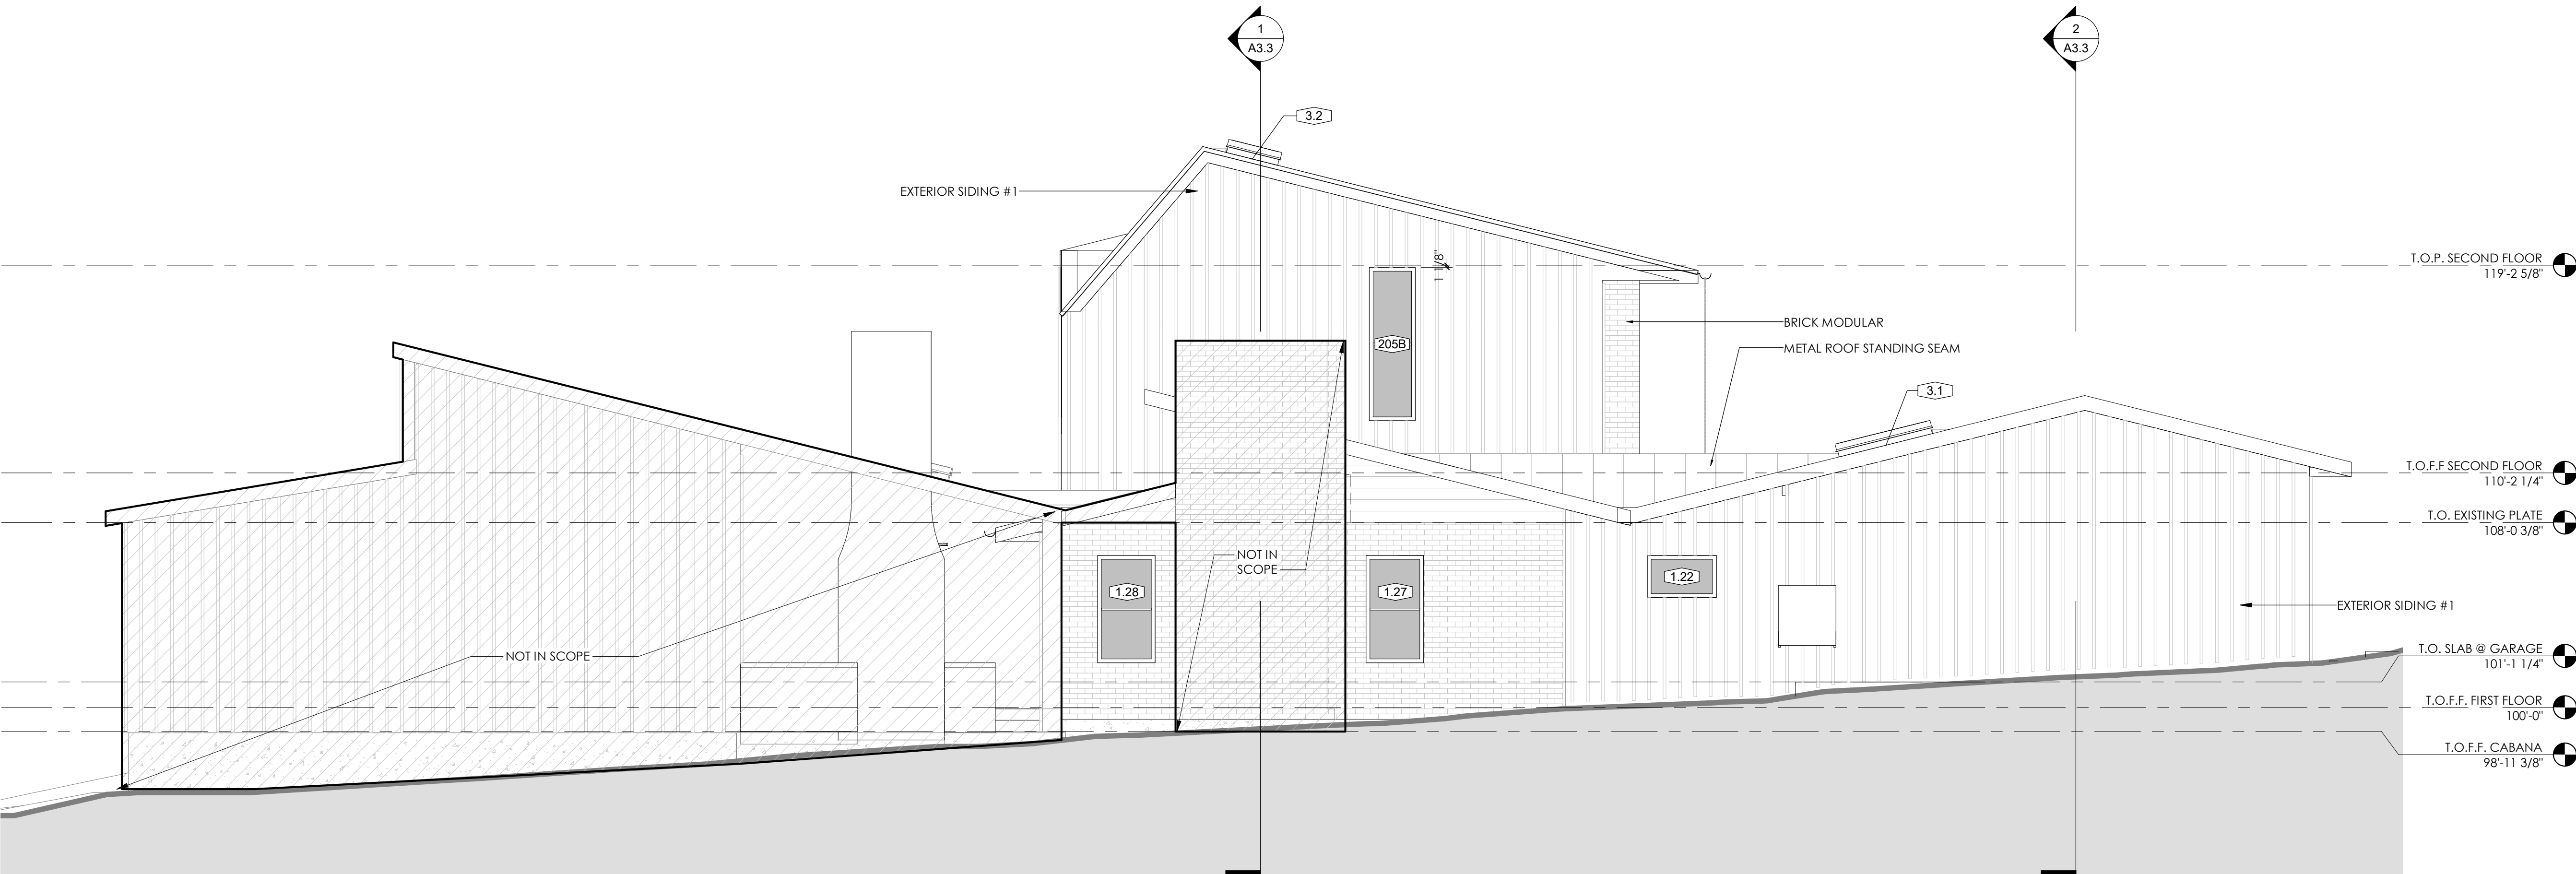 1
A3.3
2
A3.3
3.2
EXTERIOR SIDING #1
T.O.P. SECOND FLOOR
119'-2 5/8"
1 1/8"
BRICK MODULAR
205B
METAL ROOF STANDING SEAM
3.1
T.O.F.F SECOND FLOOR
110'-2 1/4"
T.O. EXISTING PLATE
108'-0 3/8"
NOT IN
SCOPE
1.28
1.27
1.22
EXTERIOR SIDING #1
NOT IN SCOPE
T.O. SLAB @ GARAGE
101'-1 1/4"
T.O.F.F. FIRST FLOOR
100'-0"
T.O.F.F. CABANA
98'-11 3/8"